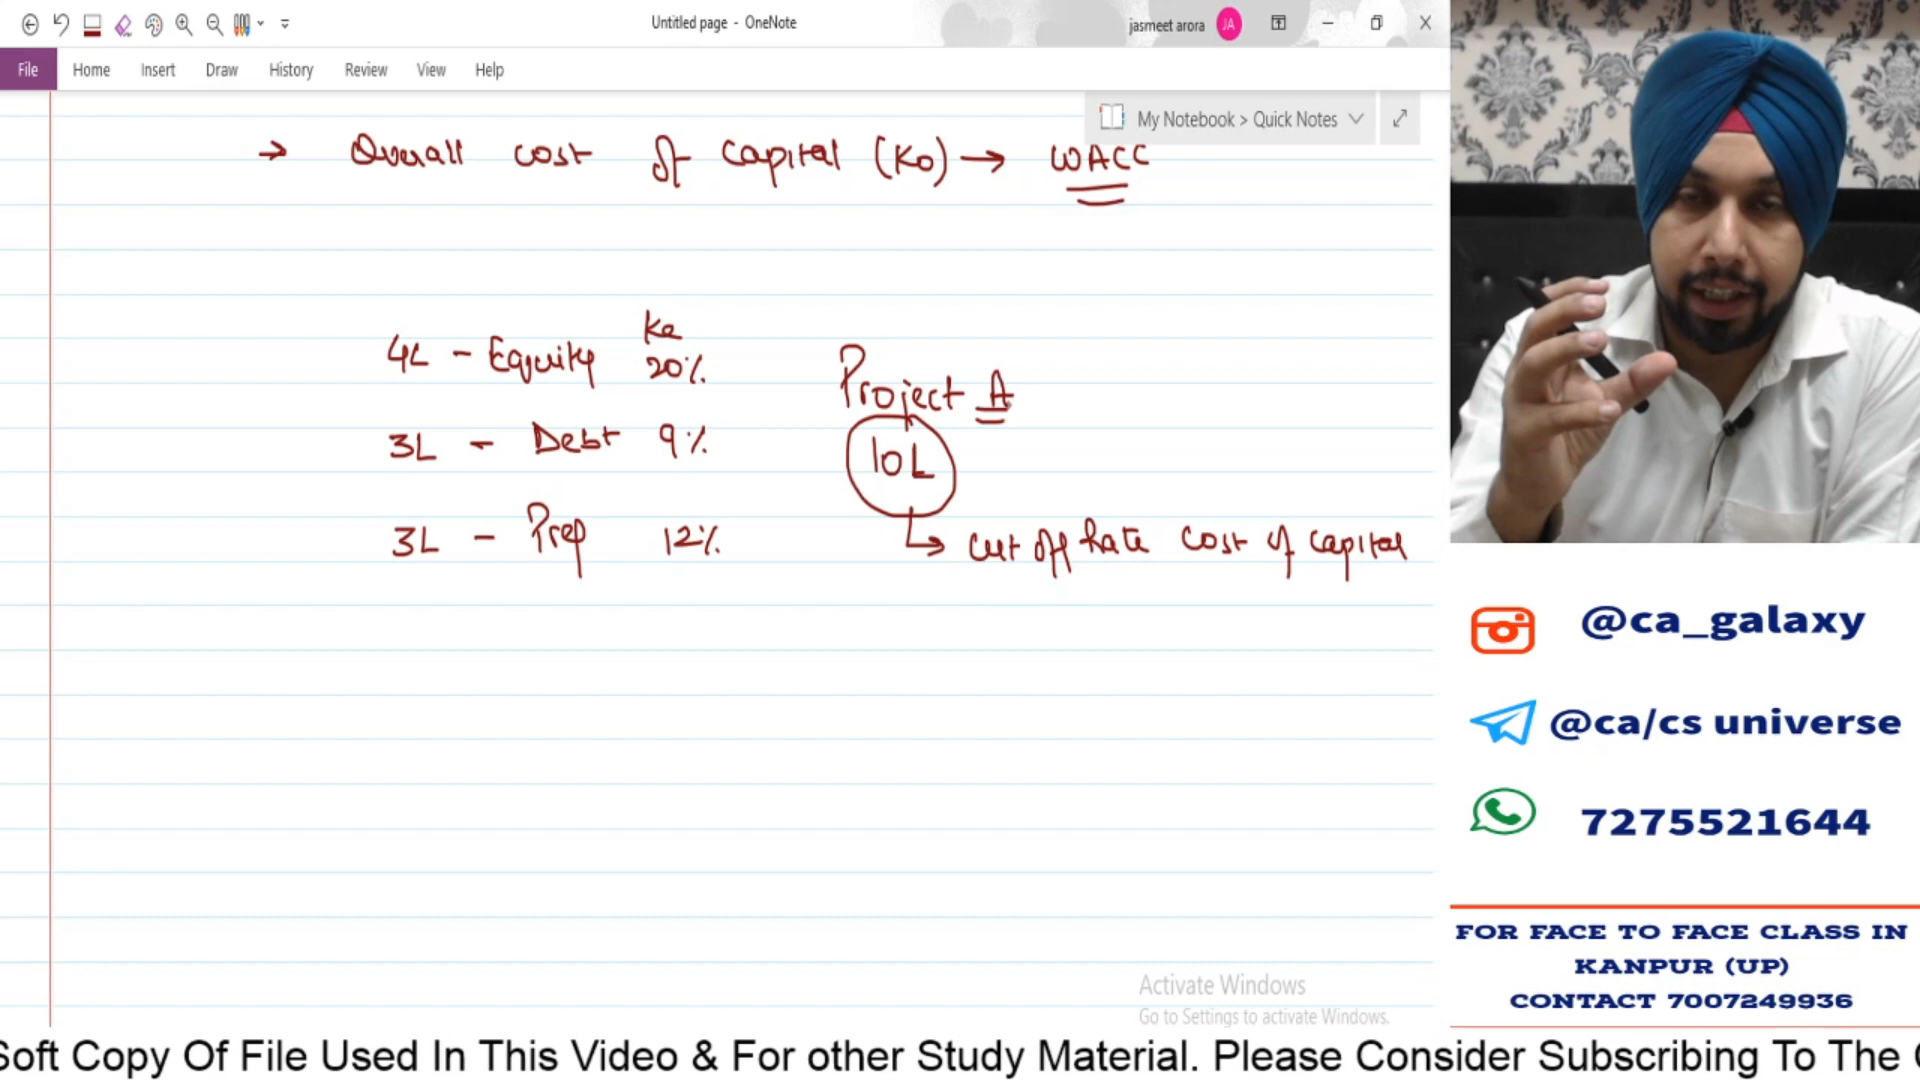 Untitled page - OneNote
jasmeet arora JA
File Home Insert Draw History Review View Help
My Notebook > Quick Notes
→ Overall cost of capital (Ko) → WACC
Ke
4L - Equity 20%
Project A
3L - Debt 9%
10L
3L - Pref 12%
cut off Rate cost of capital
@ca_galaxy
@ca/cs universe
7275521644
FOR FACE TO FACE CLASS IN
KANPUR (UP)
CONTACT 7007249936
Activate Windows
Go to Settings to activate Windows.
Soft Copy Of File Used In This Video & For other Study Material. Please Consider Subscribing To The